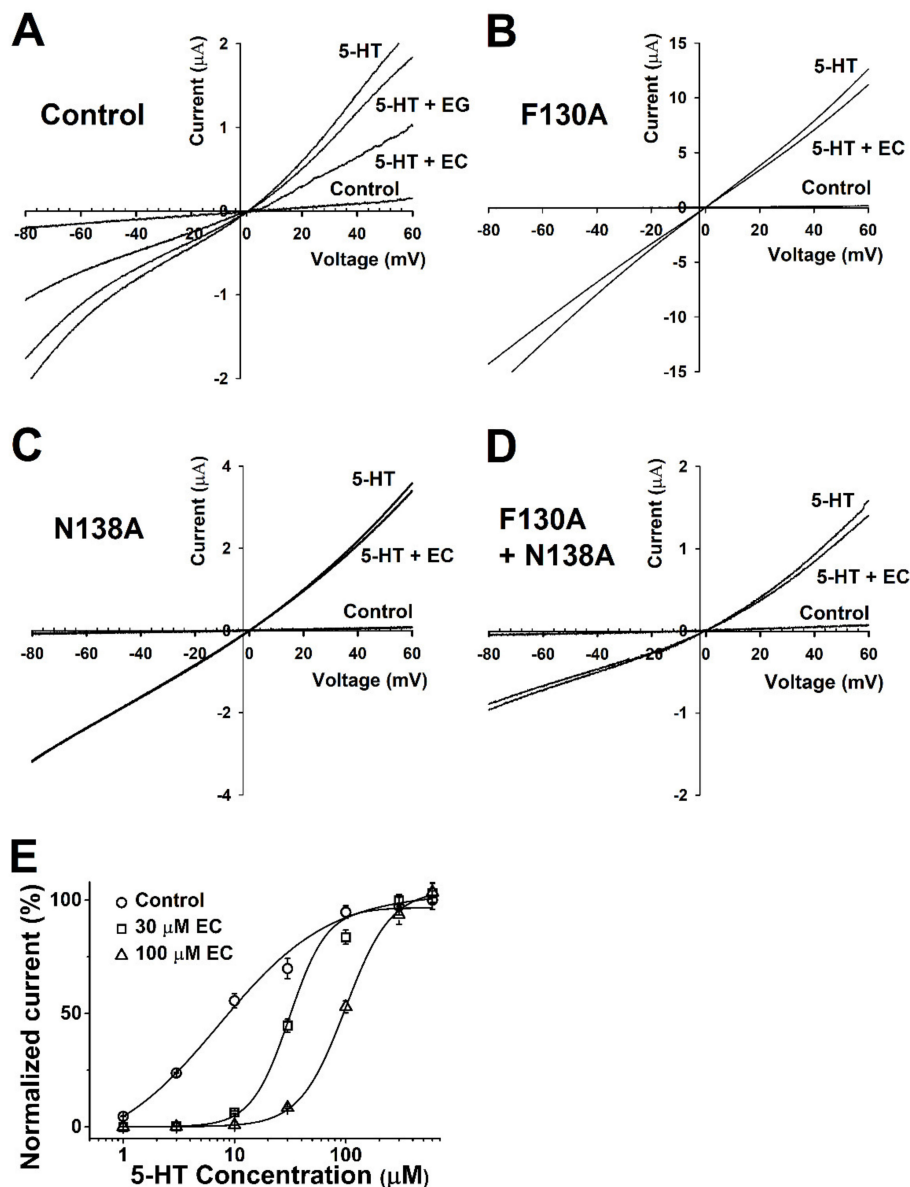 A
Control
Current (μA)
2
1
0
-1
-2
-80 -60 -40 -20 0 20 40 60
Voltage (mV)
5-HT
5-HT + EG
5-HT + EC
Control
B
F130A
Current (μA)
15
10
5
0
-5
-10
-15
-80 -60 -40 -20 0 20 40 60
Voltage (mV)
5-HT
5-HT + EC
Control
C
N138A
Current (μA)
4
2
0
-2
-4
-80 -60 -40 -20 0 20 40 60
Voltage (mV)
5-HT
5-HT + EC
Control
D
F130A
+ N138A
Current (μA)
2
1
0
-1
-2
-80 -60 -40 -20 0 20 40 60
Voltage (mV)
5-HT
5-HT + EC
Control
E
Normalized current (%)
100
50
0
Control
30 μM EC
100 μM EC
1 10 100
5-HT Concentration (μM)